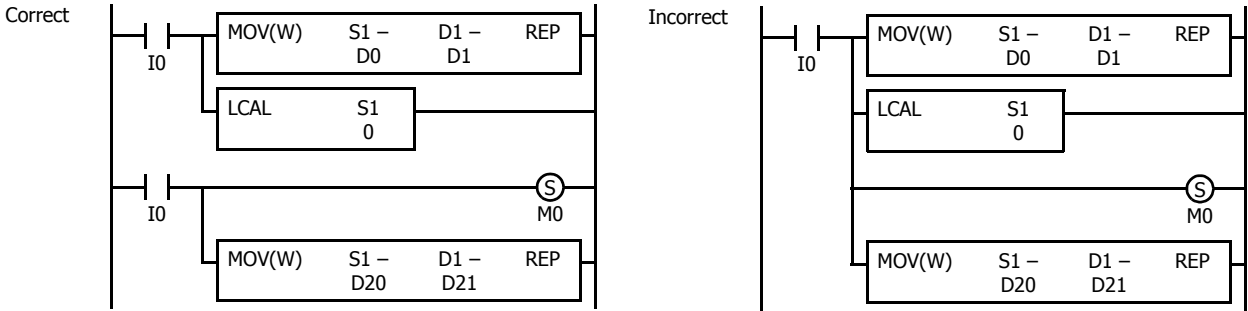 Correct
MOV(W) S1 – D1 – REP
D0 D1
I0
LCAL S1
0
I0
S
M0
MOV(W) S1 – D1 – REP
D20 D21
Incorrect
MOV(W) S1 – D1 – REP
D0 D1
I0
LCAL S1
0
S
M0
MOV(W) S1 – D1 – REP
D20 D21